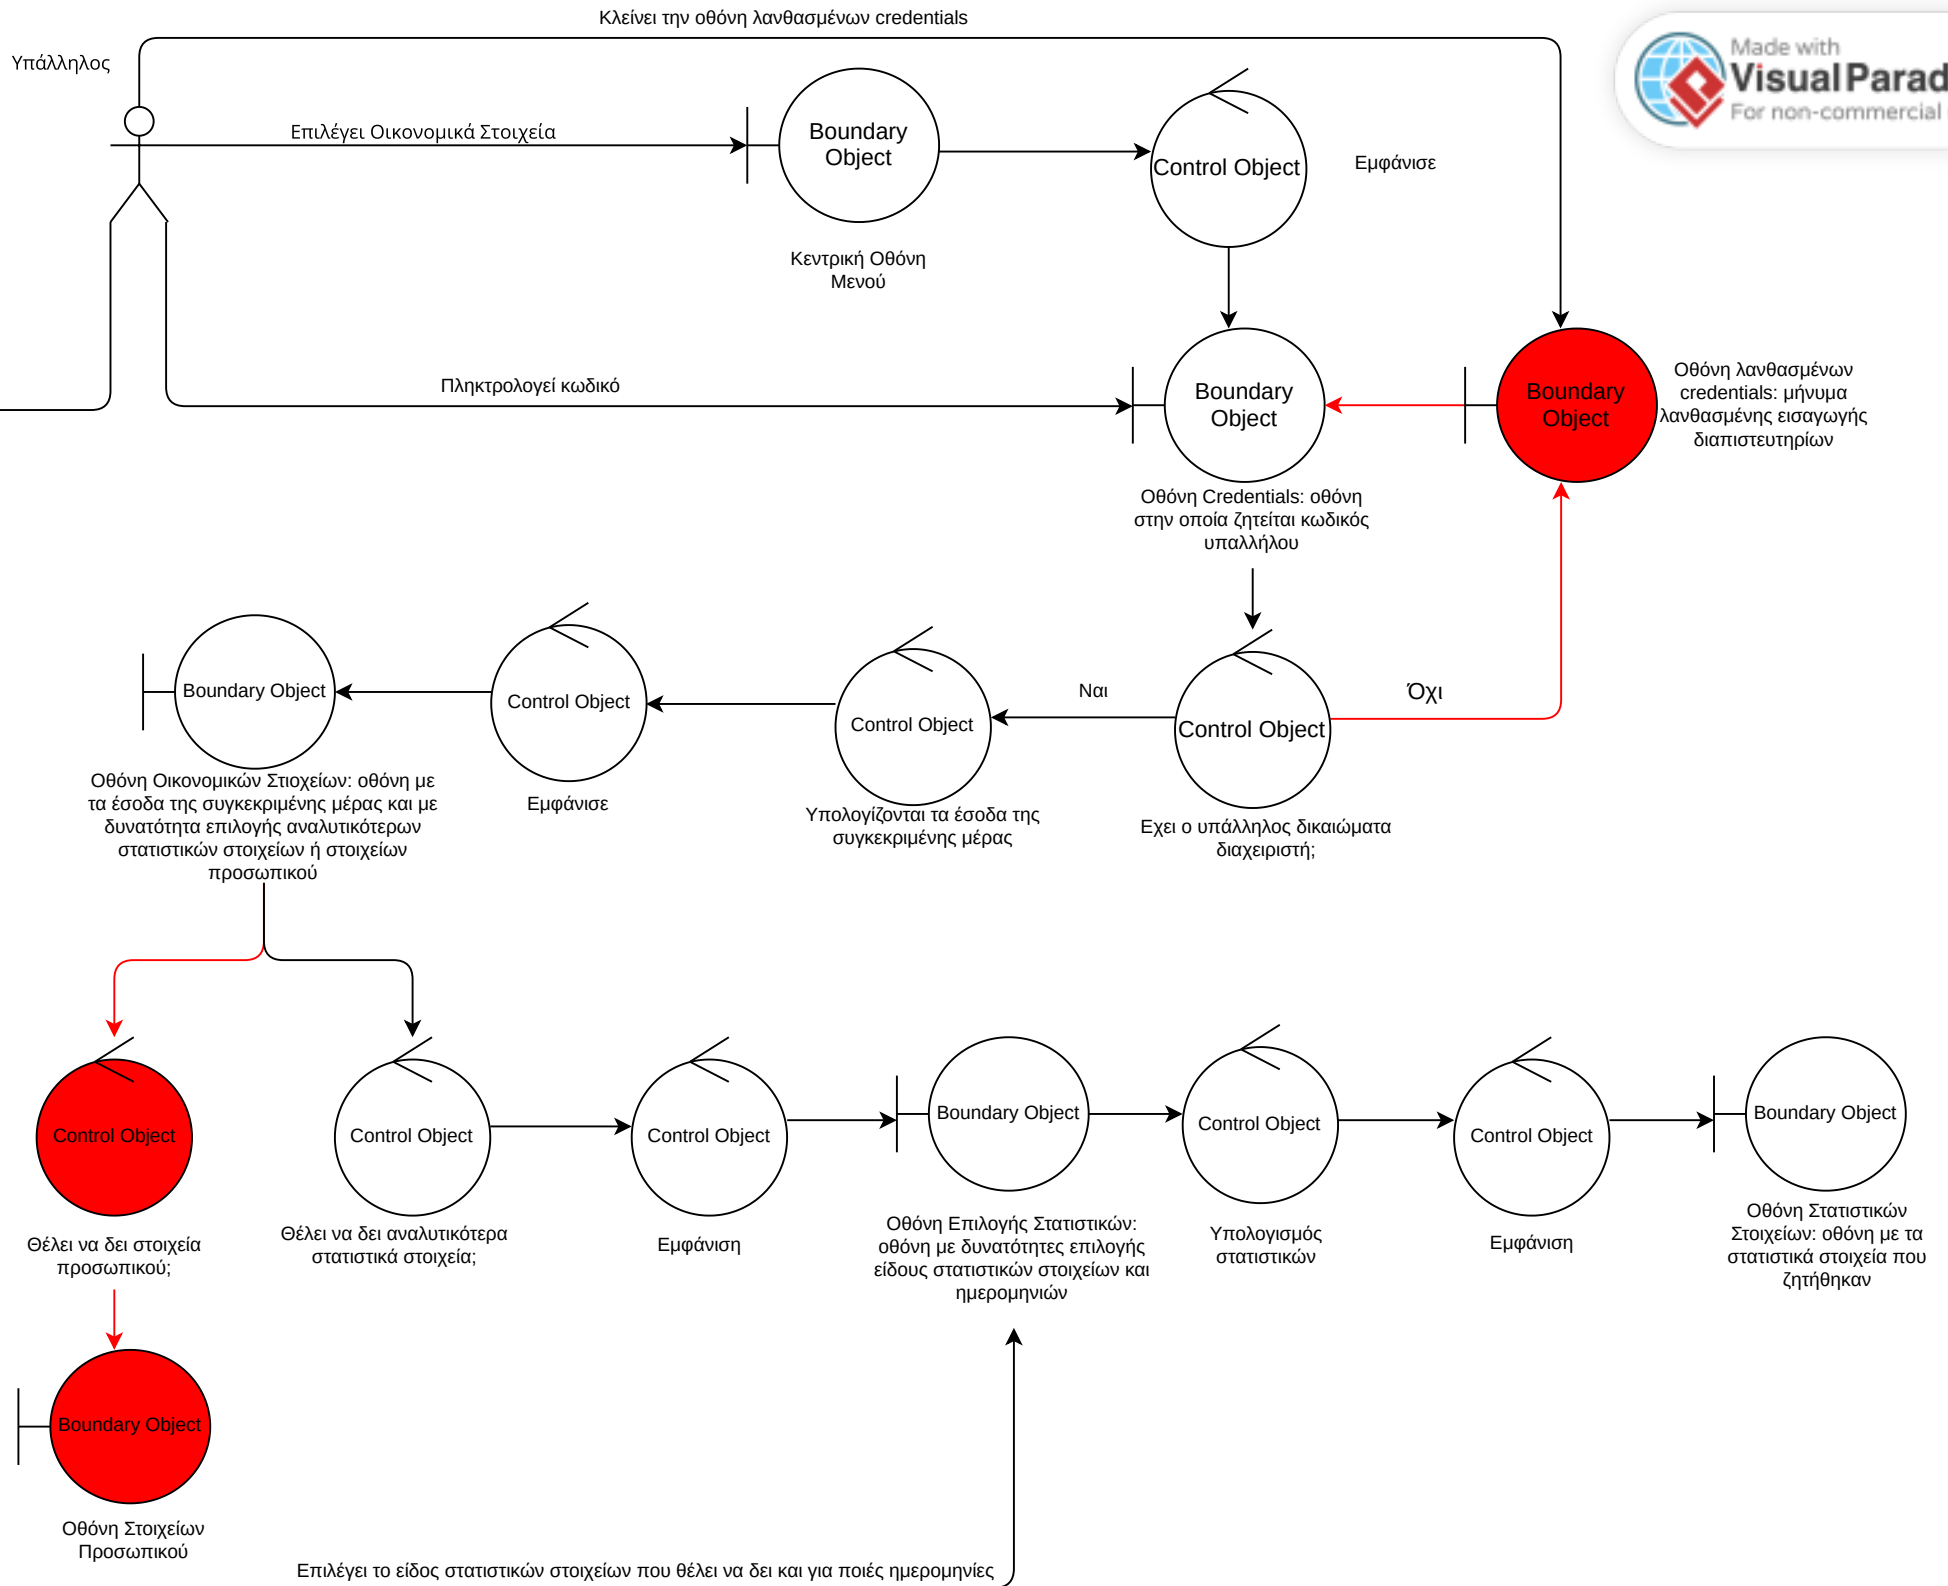 Κλείνει την οθόνη λανθασμένων credentials
Υπάλληλος
Made with
Visual Parad
For non-commercial
Επιλέγει Οικονομικά Στοιχεία
Boundary
Object
Control Object
Εμφάνισε
Κεντρική Οθόνη
Μενού
Πληκτρολογεί κωδικό
Boundary
Object
Boundary
Object
Οθόνη λανθασμένων
credentials: μήνυμα
λανθασμένης εισαγωγής
διαπιστευτηρίων
Οθόνη Credentials: οθόνη
στην οποία ζητείται κωδικός
υπαλλήλου
Boundary Object
Control Object
Control Object
Ναι
Control Object
Όχι
Οθόνη Οικονομικών Στιοχείων: οθόνη με
τα έσοδα της συγκεκριμένης μέρας και με
δυνατότητα επιλογής αναλυτικότερων
στατιστικών στοιχείων ή στοιχείων
προσωπικού
Εμφάνισε
Υπολογίζονται τα έσοδα της
συγκεκριμένης μέρας
Εχει ο υπάλληλος δικαιώματα
διαχειριστή;
Control Object
Control Object
Control Object
Boundary Object
Control Object
Control Object
Boundary Object
Θέλει να δει στοιχεία
προσωπικού;
Θέλει να δει αναλυτικότερα
στατιστικά στοιχεία;
Εμφάνιση
Οθόνη Επιλογής Στατιστικών:
οθόνη με δυνατότητες επιλογής
είδους στατιστικών στοιχείων και
ημερομηνιών
Υπολογισμός
στατιστικών
Εμφάνιση
Οθόνη Στατιστικών
Στοιχείων: οθόνη με τα
στατιστικά στοιχεία που
ζητήθηκαν
Boundary Object
Οθόνη Στοιχείων
Προσωπικού
Επιλέγει το είδος στατιστικών στοιχείων που θέλει να δει και για ποιές ημερομηνίες